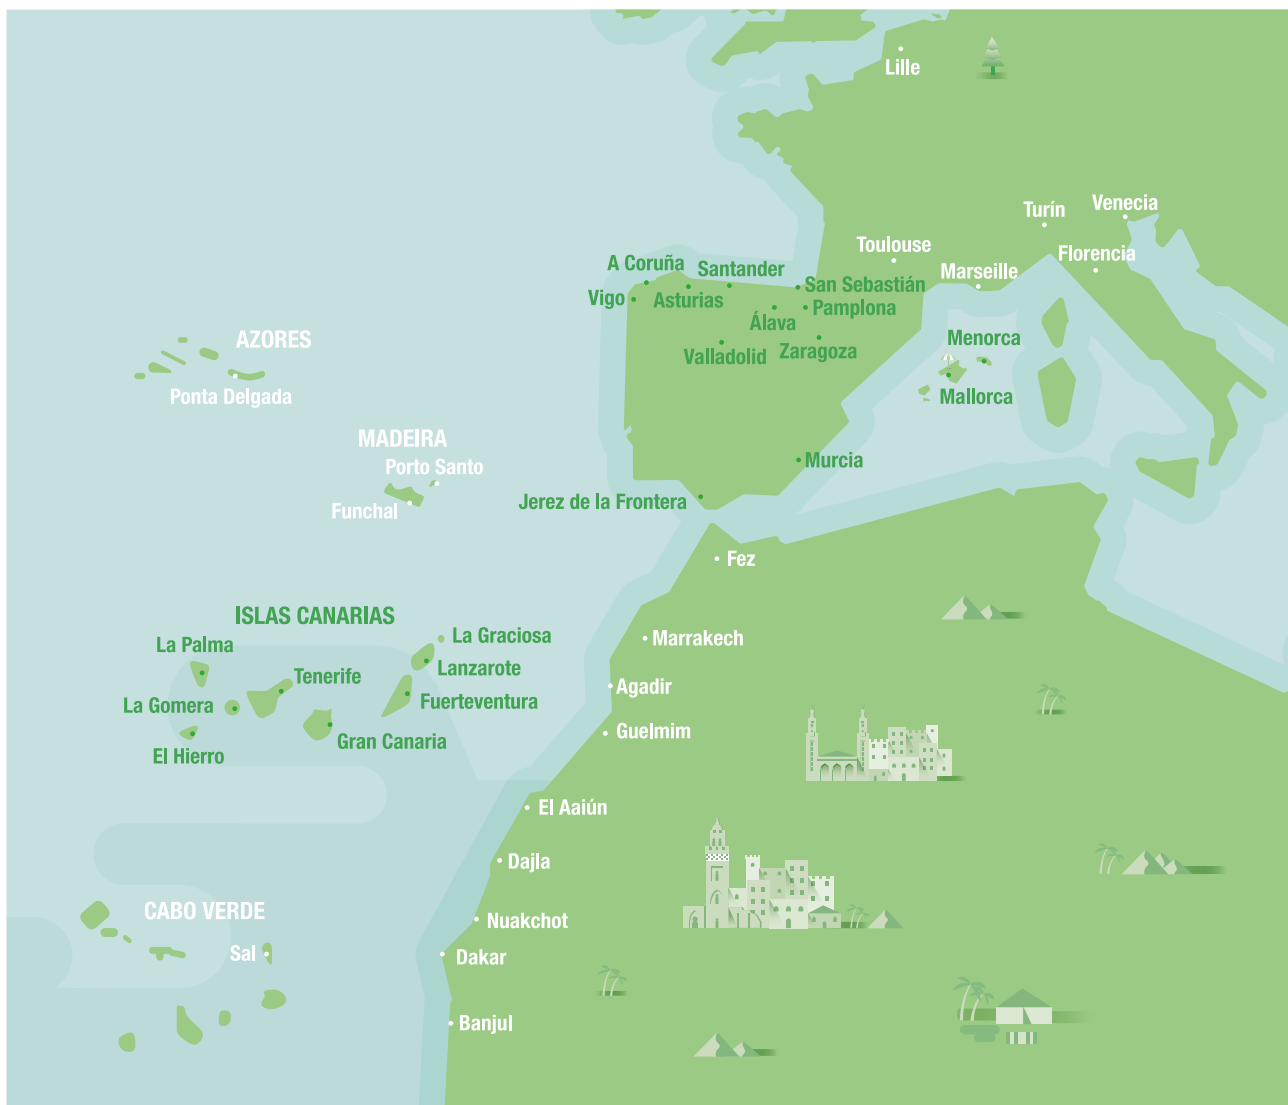 Lille
Venecia
Turín
Toulouse
Florencia
A Coruña
Santander
Marseille
Vigo
Asturias
San Sebastián
Álava
Pamplona
AZORES
Valladolid
Zaragoza
Menorca
Ponta Delgada
Mallorca
MADEIRA
Porto Santo
Murcia
Funchal
Jerez de la Frontera
Fez
ISLAS CANARIAS
La Graciosa
Marrakech
La Palma
Lanzarote
Tenerife
Agadir
La Gomera
Fuerteventura
Guelmim
Gran Canaria
El Hierro
El Aaiún
Dajla
CABO VERDE
Nuakchot
Sal
Dakar
Banjul